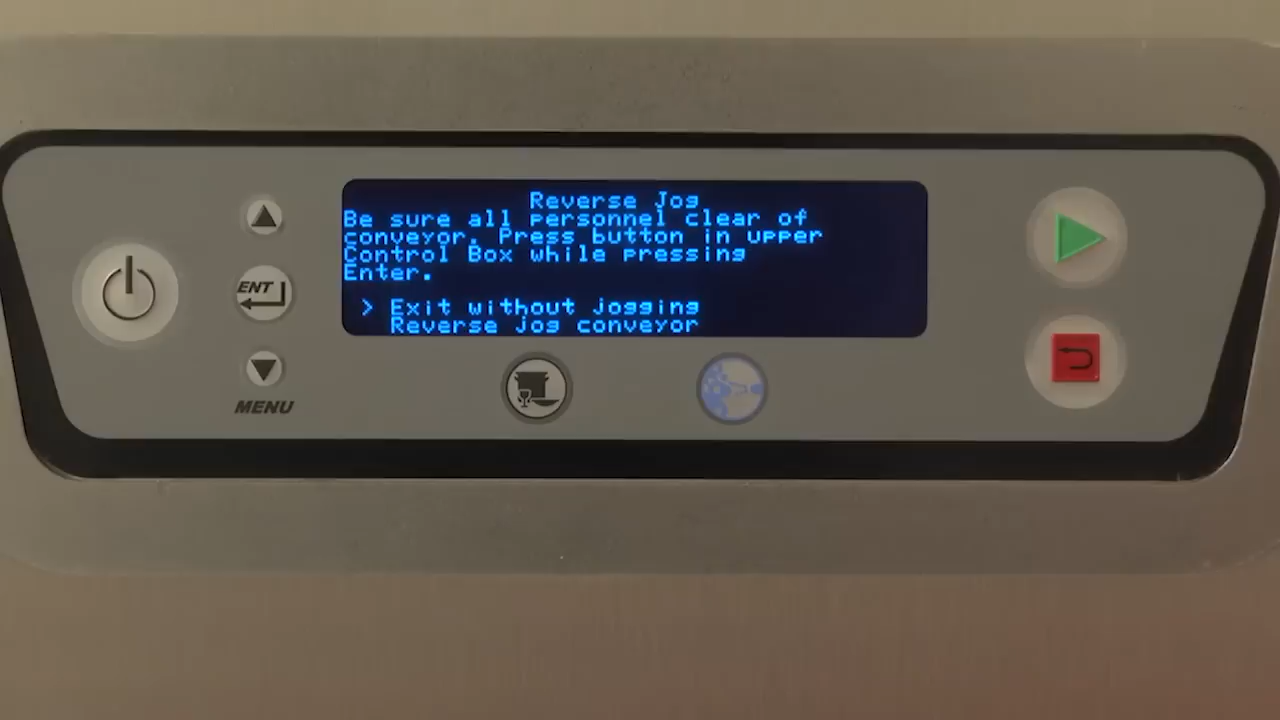 Reverse Jog
Be sure all personnel clear of
conveyor. Press button in upper
Control Box while pressing
Enter.
> Exit without jogging
Reverse Jog conveyor
ENT
MENU